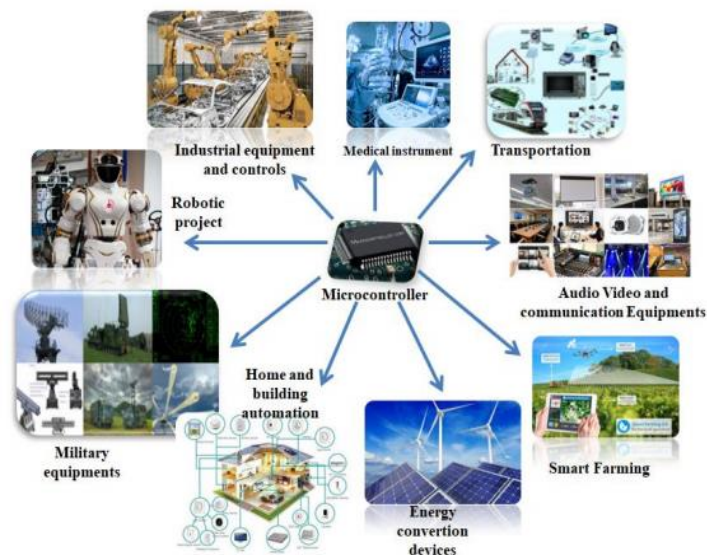 Industrial equipment
and controls
Medical instrument
Transportation
Robotic
project
Microcontroller
Audio Video and
communication Equipments
Home and
building
automation
Military
equipments
Smart Farming
Energy
convertion
devices